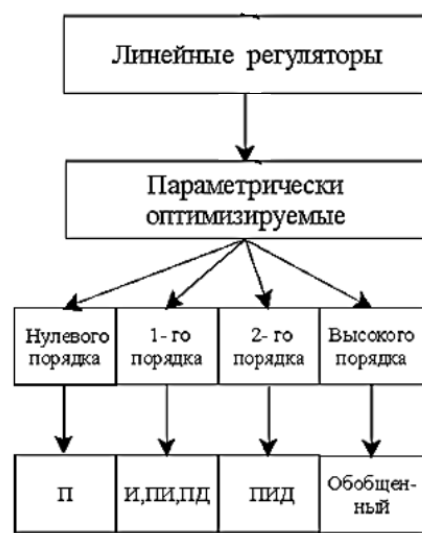 Линейные регуляторы
Параметрически
оптимизируемые
Нулевого
порядка
1- го
порядка
2- го
порядка
Высокого
порядка
П
И,ПИ,ПД
ПИД
Обобщен-
ный